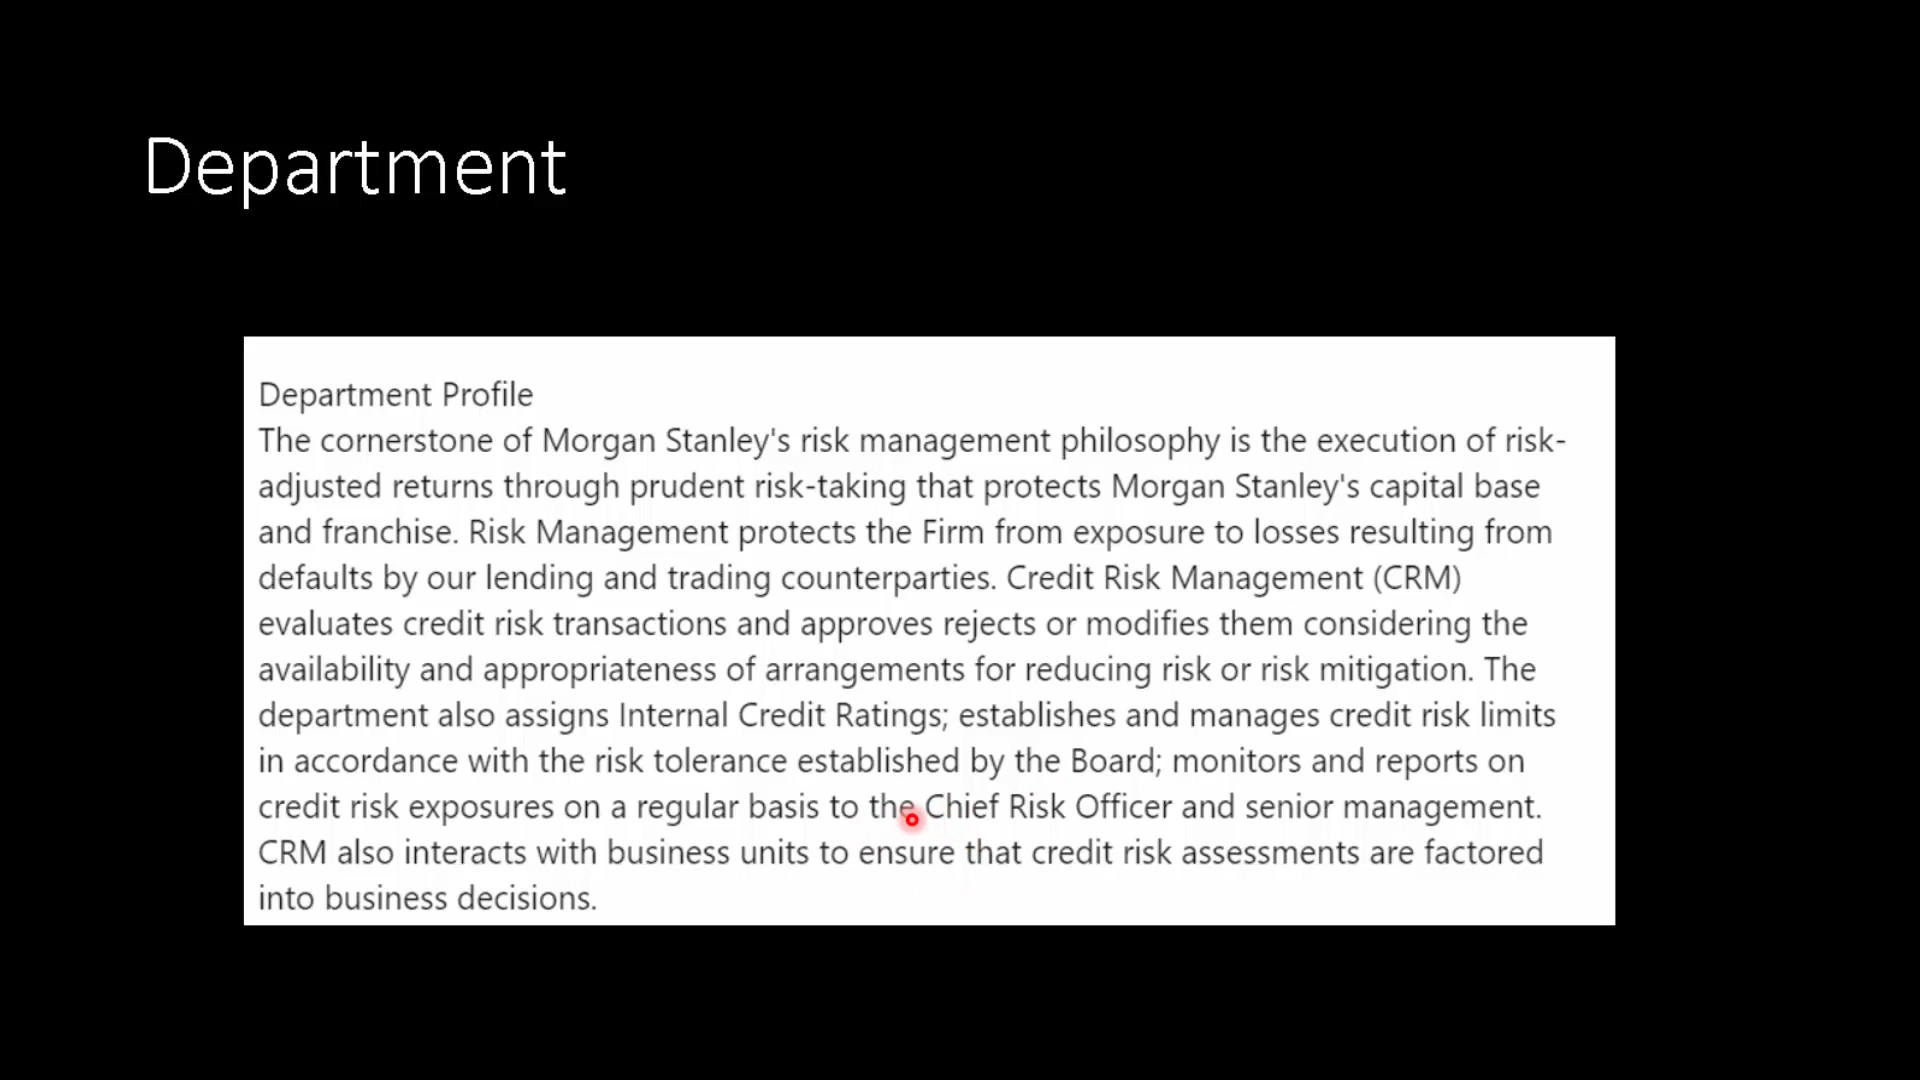 Department
Department Profile
The cornerstone of Morgan Stanley's risk management philosophy is the execution of risk-
adjusted returns through prudent risk-taking that protects Morgan Stanley's capital base
and franchise. Risk Management protects the Firm from exposure to losses resulting from
defaults by our lending and trading counterparties. Credit Risk Management (CRM)
evaluates credit risk transactions and approves rejects or modifies them considering the
availability and appropriateness of arrangements for reducing risk or risk mitigation. The
department also assigns Internal Credit Ratings; establishes and manages credit risk limits
in accordance with the risk tolerance established by the Board; monitors and reports on
credit risk exposures on a regular basis to the Chief Risk Officer and senior management.
CRM also interacts with business units to ensure that credit risk assessments are factored
into business decisions.